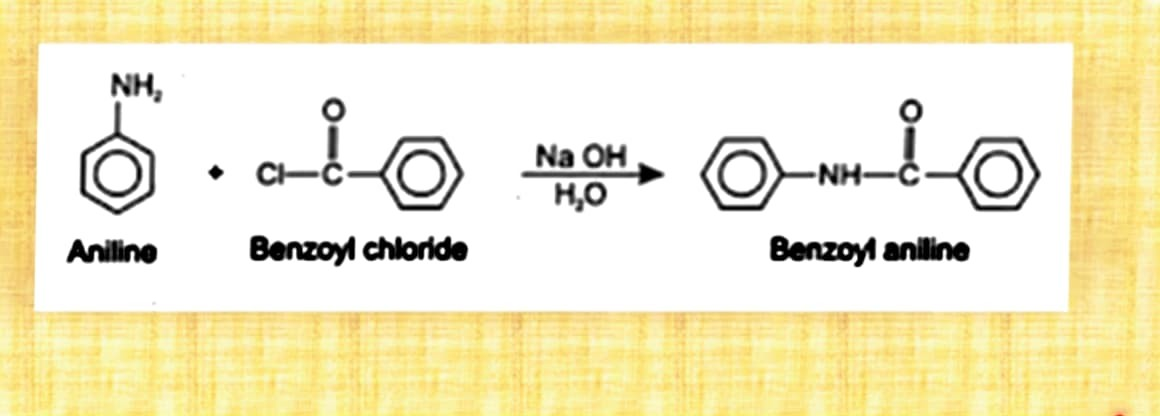 NH₂
O
O
Cl—C
Na OH
H₂O
NH—C
Aniline
Benzoyl chloride
Benzoyl aniline